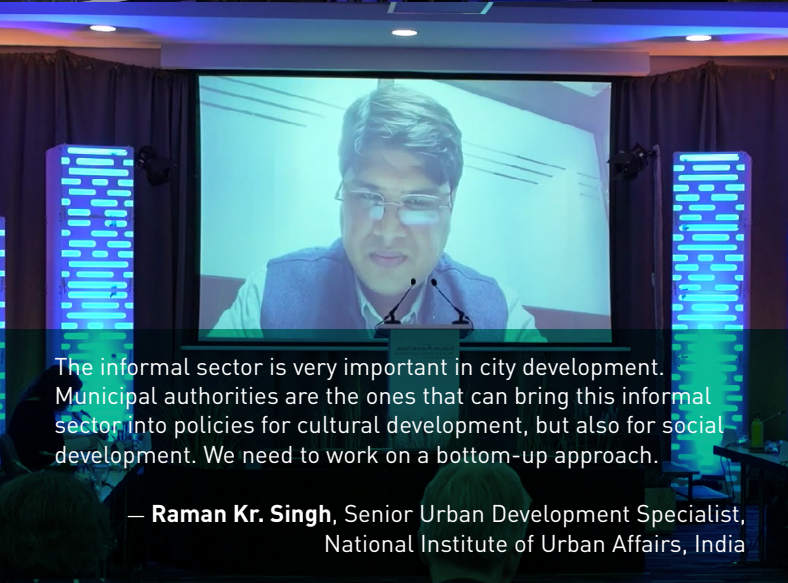 The informal sector is very important in city development.
Municipal authorities are the ones that can bring this informal
sector into policies for cultural development, but also for social
development. We need to work on a bottom-up approach.
— Raman Kr. Singh, Senior Urban Development Specialist,
National Institute of Urban Affairs, India